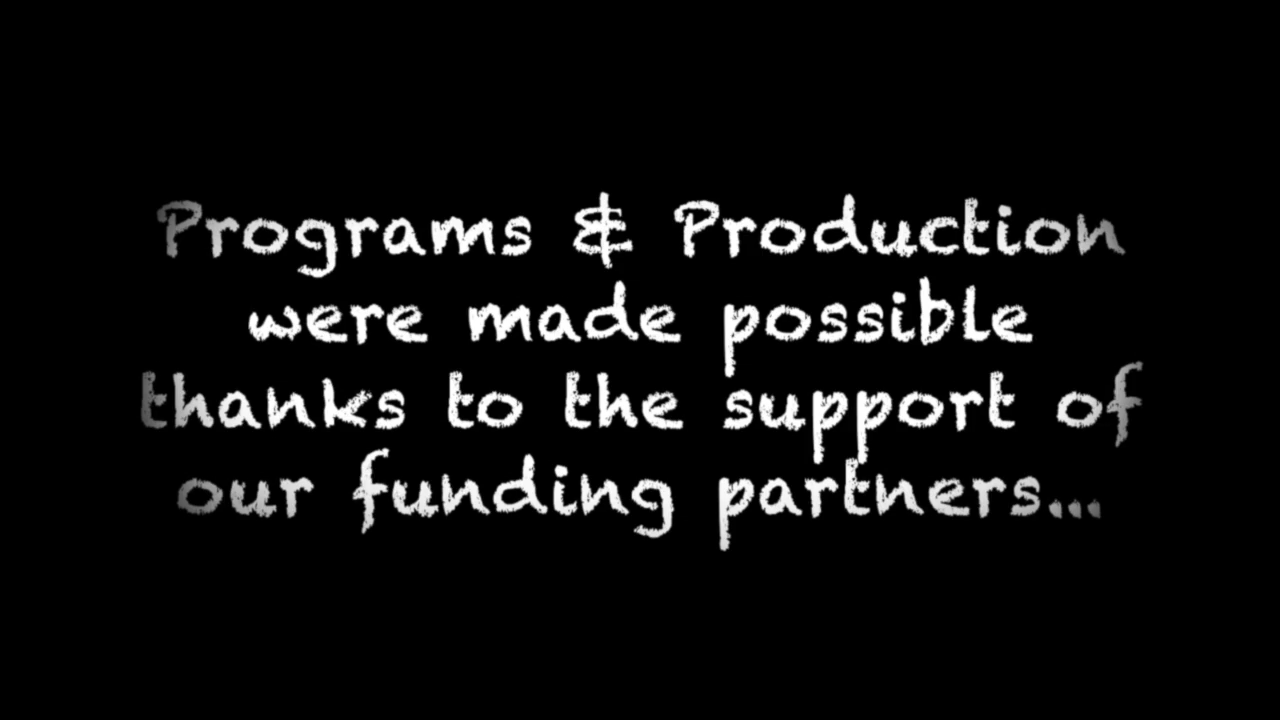 Programs & Production
were made possible
thanks to the support of
our funding partners...